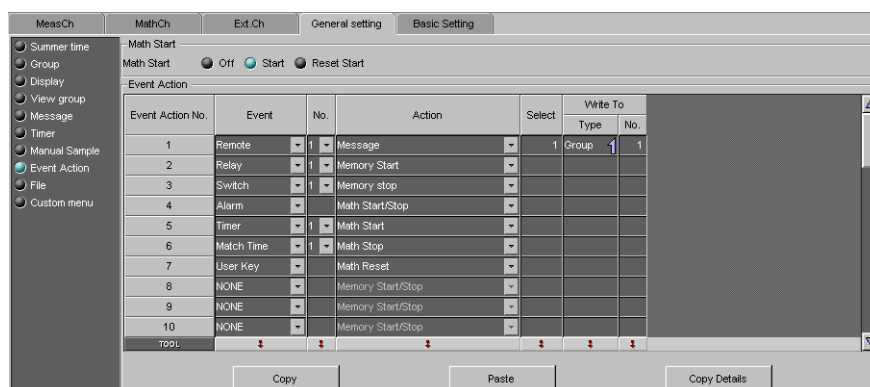 MeasCh MathCh Ext.Ch General setting Basic Setting
Summer time
Group
Display
View group
Message
Timer
Manual Sample
Event Action
File
Custom menu
Math Start
Math Start Off Start Reset Start
Event Action
Event Action No. Event No. Action Select Write To
Type No.
1 Remote 1 Message 1 Group 1
2 Relay 1 Memory Start
3 Switch 1 Memory stop
4 Alarm Math Start/Stop
5 Timer 1 Math Start
6 Match Time 1 Math Stop
7 User Key Math Reset
8 NONE Memory Start/Stop
9 NONE Memory Start/Stop
10 NONE Memory Start/Stop
TOOL
Copy Paste Copy Details